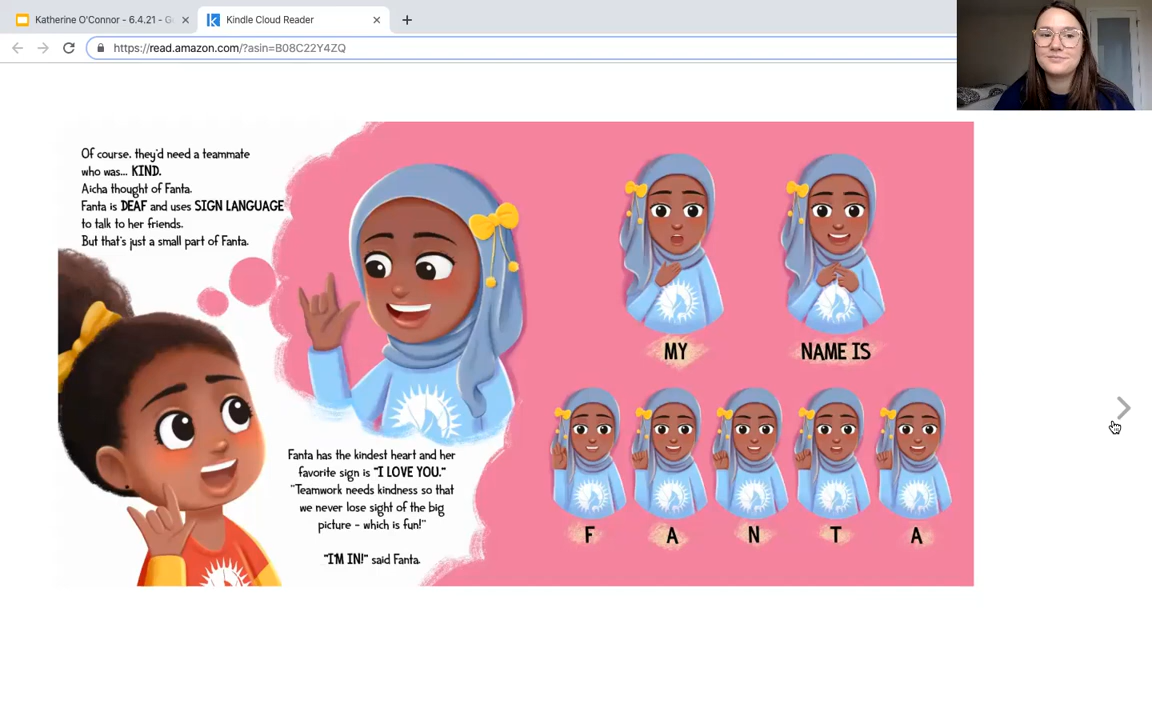 Katherine O'Connor - 6.4.21 - G
Kindle Cloud Reader
https://read.amazon.com/?asin=B08C22Y4ZQ
Of course, they'd need a teammate
who was... KIND.
Aicha thought of Fanta.
Fanta is DEAF and uses SIGN LANGUAGE
to talk to her friends.
But that's just a small part of Fanta.
Fanta has the kindest heart and her
favorite sign is "I LOVE YOU."
"Teamwork needs kindness so that
we never lose sight of the big
picture - which is fun!"
"I'M IN!" said Fanta.
MY
NAME IS
F A N T A